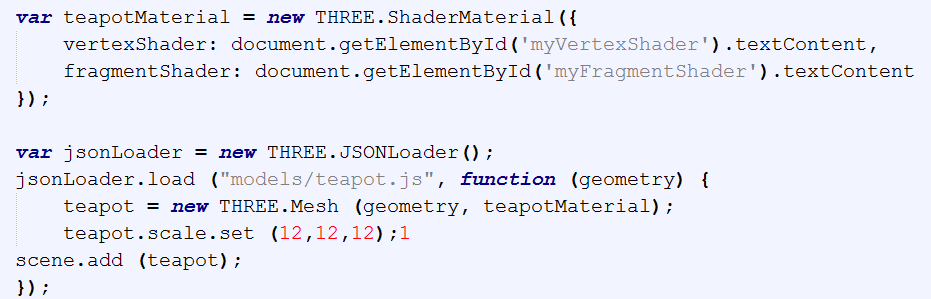 var teapotMaterial = new THREE.ShaderMaterial({
    vertexShader: document.getElementById('myVertexShader').textContent,
    fragmentShader: document.getElementById('myFragmentShader').textContent
});

var jsonLoader = new THREE.JSONLoader();
jsonLoader.load ("models/teapot.js", function (geometry) {
    teapot = new THREE.Mesh (geometry, teapotMaterial);
    teapot.scale.set (12,12,12);1
scene.add (teapot);
});